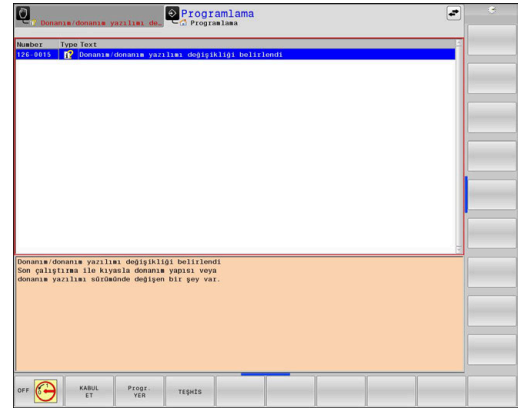 Programlama
Donanım/donanım yazılımı de…
Programlama
Number Type Text
126-0015 Donanım/donanım yazılımı değişikliği belirlendi
Donanım/donanım yazılımı değişikliği belirlendi
Son çalıştırma ile kıyasla donanım yapısı veya
donanım yazılımı sürümünde değişen bir şey var.
OFF
KABUL
ET
Progr.
YER
TEŞHİS